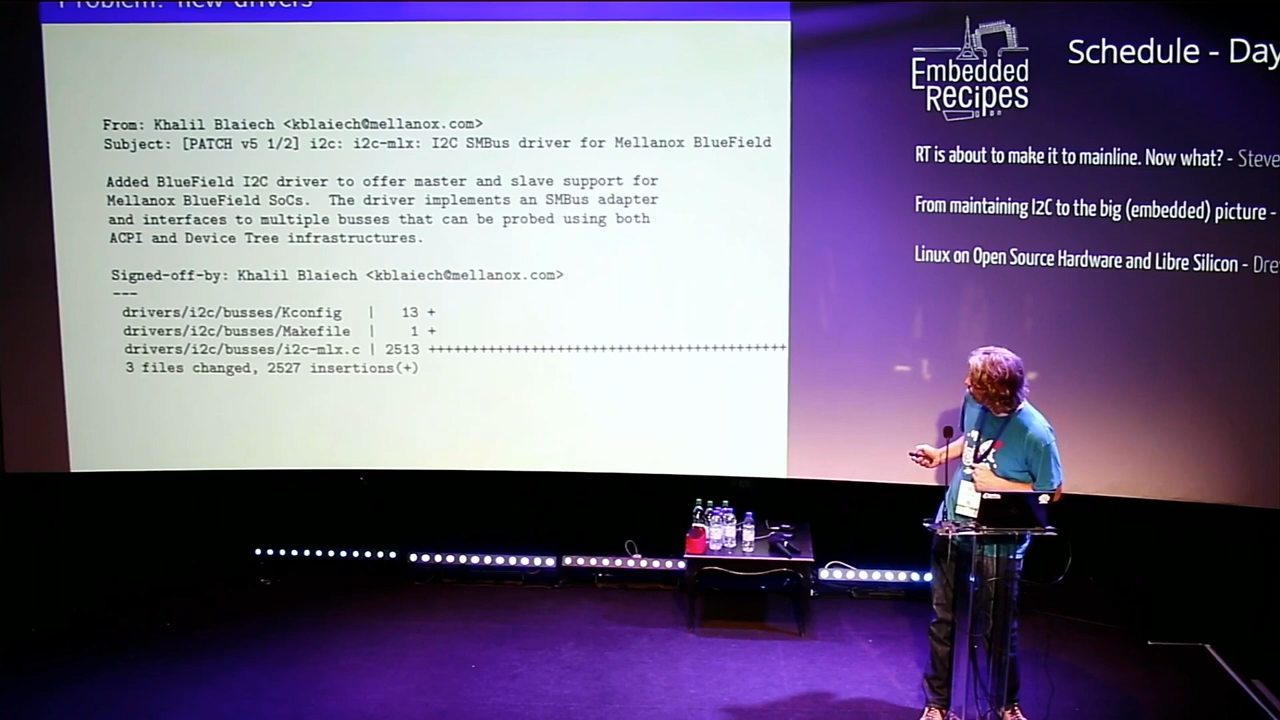 Problem: new drivers
From: Khalil Blaiech <kblaiech@mellanox.com>
Subject: [PATCH v5 1/2] i2c: i2c-mlx: I2C SMBus driver for Mellanox BlueField
Added BlueField I2C driver to offer master and slave support for
Mellanox BlueField SoCs. The driver implements an SMBus adapter
and interfaces to multiple busses that can be probed using both
ACPI and Device Tree infrastructures.
Signed-off-by: Khalil Blaiech <kblaiech@mellanox.com>
---
drivers/i2c/busses/Kconfig | 13 +
drivers/i2c/busses/Makefile | 1 +
drivers/i2c/busses/i2c-mlx.c | 2513 ++++++++++++++++++++++++++++++++++++++++++
3 files changed, 2527 insertions(+)
Embedded
Recipes
Schedule - Day
RT is about to make it to mainline. Now what? - Steve
From maintaining I2C to the big (embedded) picture -
Linux on Open Source Hardware and Libre Silicon - Dre